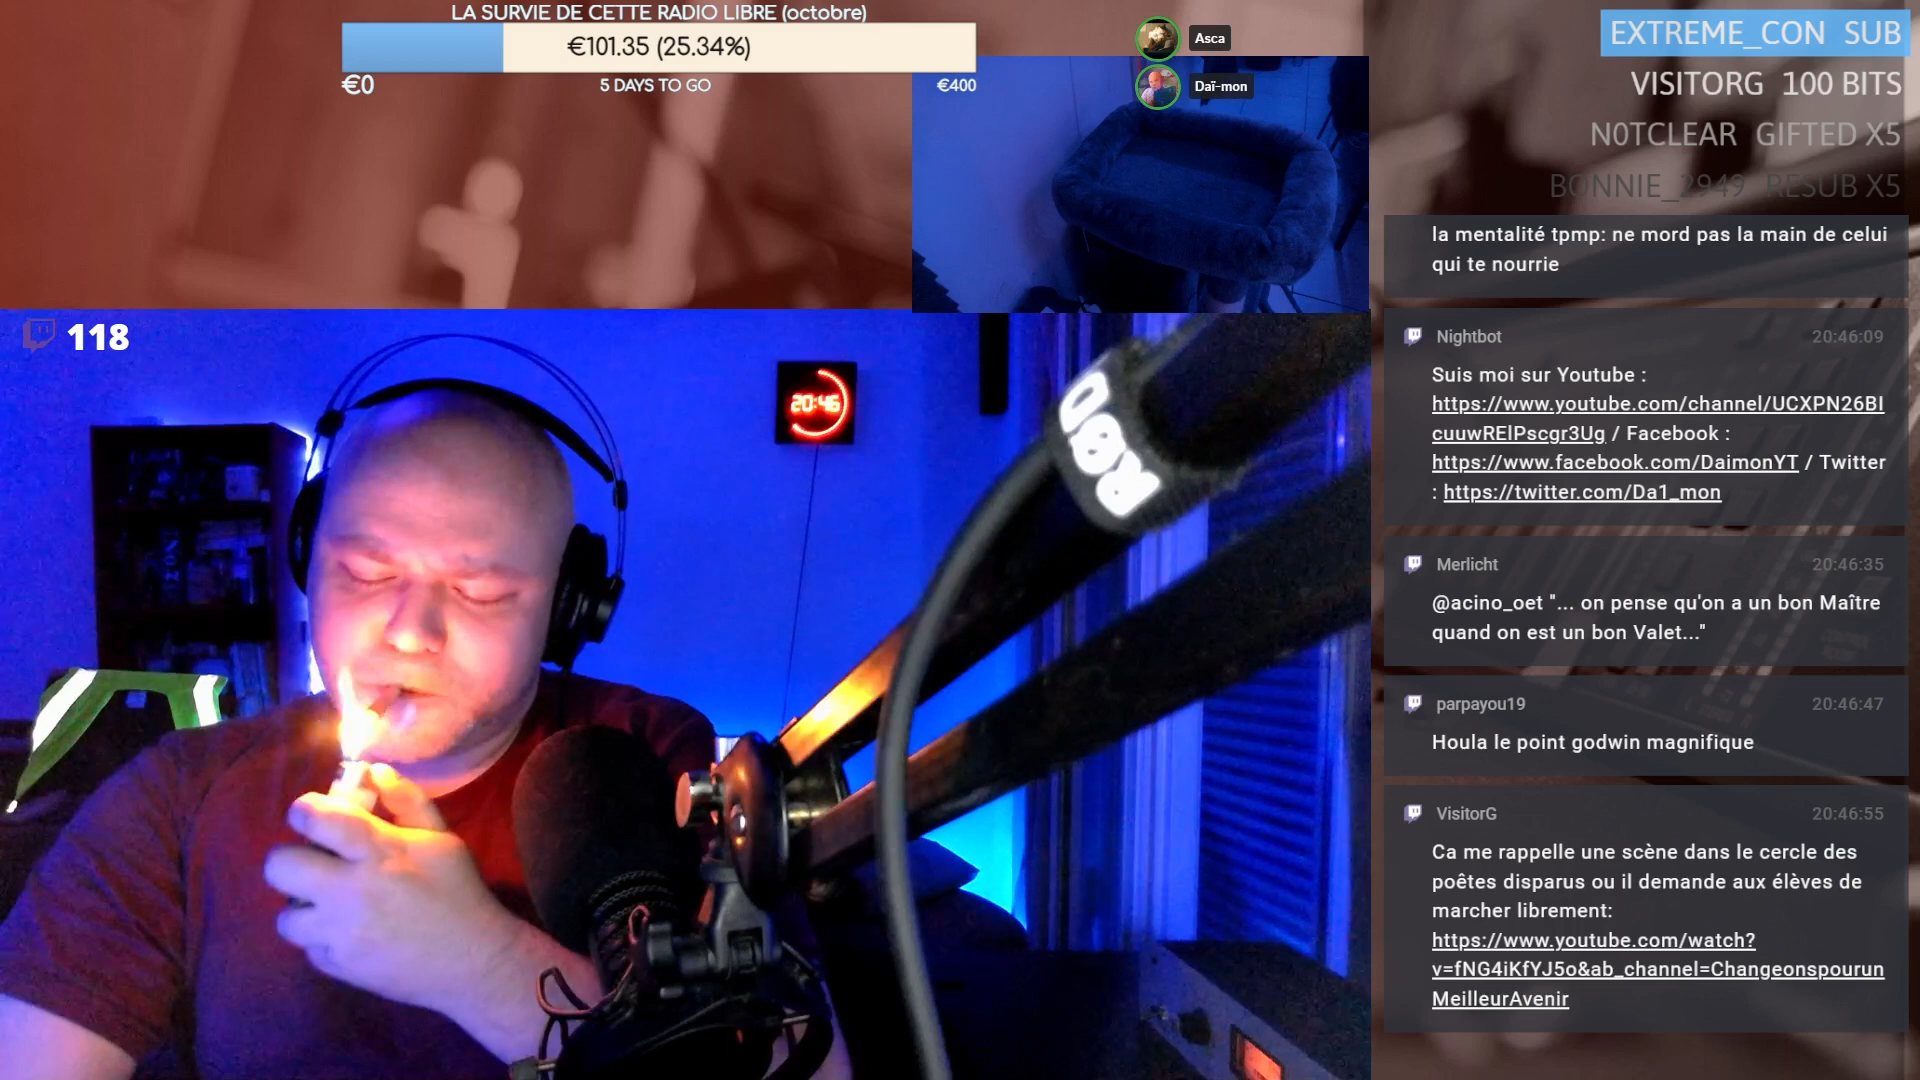 LA SURVIE DE CETTE RADIO LIBRE (octobre)
€101.35 (25.34%)
€0
5 DAYS TO GO
€400
Asca
Daï-mon
EXTREME_CON SUB
VISITORG 100 BITS
N0TCLEAR GIFTED X5
BONNIE_2949 RESUB X5
118
20:46
la mentalité tpmp: ne mord pas la main de celui
qui te nourrie
Nightbot 20:46:09
Suis moi sur Youtube :
https://www.youtube.com/channel/UCXPN26BI
cuuwRElPscgr3Ug / Facebook :
https://www.facebook.com/DaimonYT / Twitter
: https://twitter.com/Da1_mon
Merlicht 20:46:35
@acino_oet "... on pense qu'on a un bon Maître
quand on est un bon Valet..."
parpayou19 20:46:47
Houla le point godwin magnifique
VisitorG 20:46:55
Ca me rappelle une scène dans le cercle des
poêtes disparus ou il demande aux élèves de
marcher librement:
https://www.youtube.com/watch?
v=fNG4iKfYJ5o&ab_channel=Changeonspourun
MeilleurAvenir